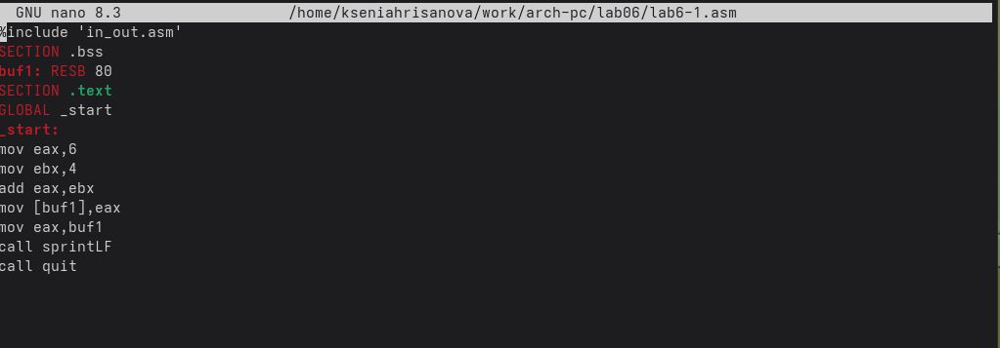 GNU nano 8.3 /home/kseniahrisanova/work/arch-pc/lab06/lab6-1.asm
%include 'in_out.asm'
SECTION .bss
buf1: RESB 80
SECTION .text
GLOBAL _start
_start:
mov eax,6
mov ebx,4
add eax,ebx
mov [buf1],eax
mov eax,buf1
call sprintLF
call quit